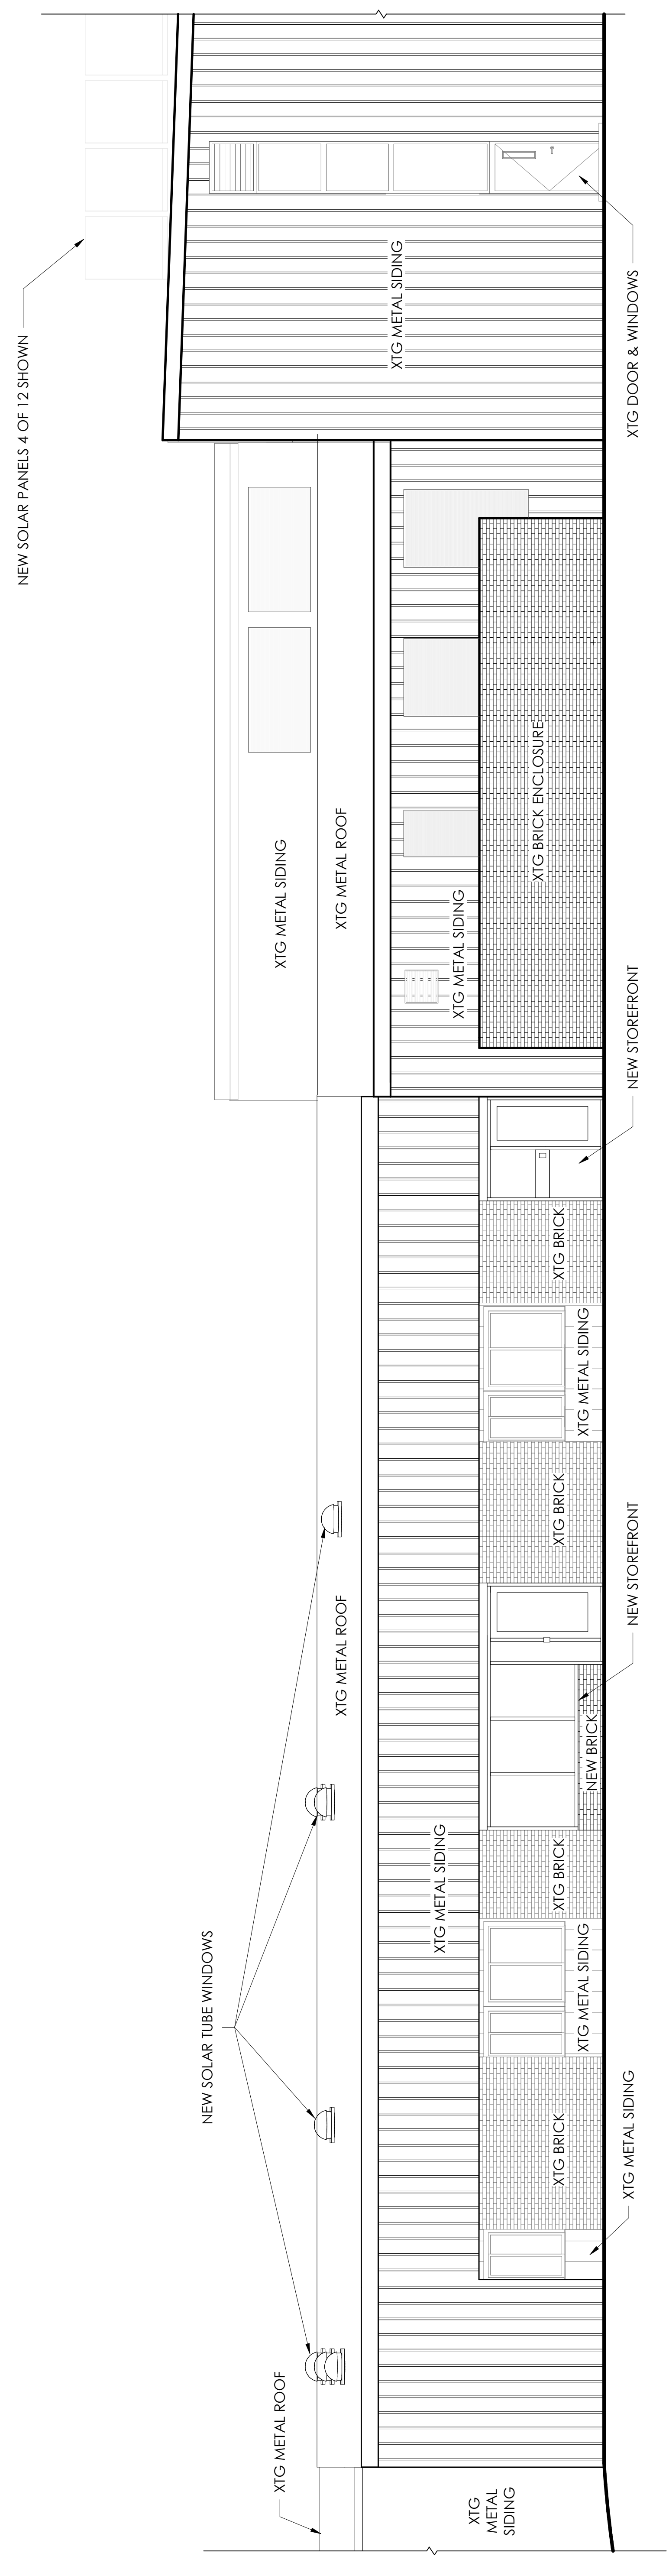 NEW SOLAR PANELS 4 OF 12 SHOWN
NEW SOLAR TUBE WINDOWS
XTG METAL ROOF
XTG METAL SIDING
XTG METAL ROOF
XTG METAL ROOF
XTG METAL SIDING
XTG METAL SIDING
XTG METAL SIDING
XTG
METAL
SIDING
XTG BRICK ENCLOSURE
XTG BRICK
XTG BRICK
XTG BRICK
XTG BRICK
XTG METAL SIDING
XTG METAL SIDING
NEW BRICK
XTG METAL SIDING
NEW STOREFRONT
NEW STOREFRONT
XTG DOOR & WINDOWS